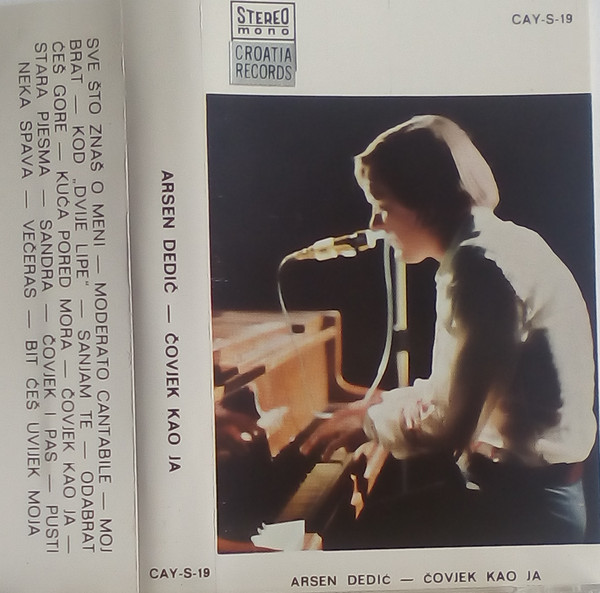 STEREO
mono
CROATIA
RECORDS
CAY-S-19
ARSEN DEDIĆ — ČOVJEK KAO JA
ARSEN DEDIĆ — ČOVJEK KAO JA
CAY-S-19
SVE ŠTO ZNAŠ O MENI — MODERATO CANTABILE — MOJ
BRAT — KOD „DVIJE LIPE“ — SANJAM TE — ODABRAT
ĆEŠ GORE — KUĆA PORED MORA — ČOVJEK KAO JA —
STARA PJESMA — SANDRA — ČOVJEK I PAS — PUSTI
NEKA SPAVA — VEČERAS — BIT ĆEŠ UVIJEK MOJA